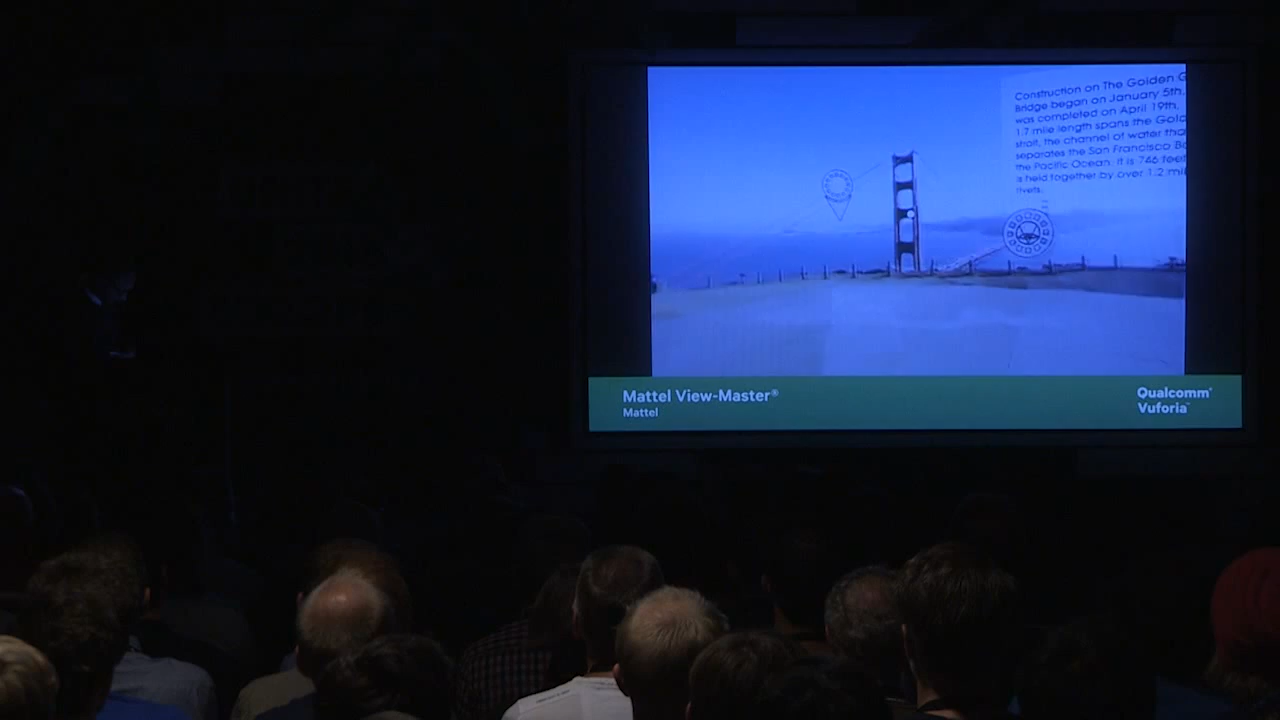 Construction on The Golden G
Bridge began on January 5th,
was completed on April 19th,
1.7 mile length spans the Gold
strait, the channel of water tha
separates the San Francisco Ba
the Pacific Ocean. It is 746 feet
is held together by over 1.2 mil
rivets.
Mattel View-Master®
Mattel
Qualcomm®
Vuforia™